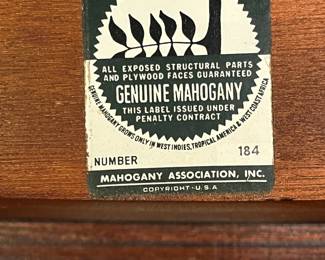 ALL EXPOSED STRUCTURAL PARTS
AND PLYWOOD FACES GUARANTEED
GENUINE MAHOGANY
THIS LABEL ISSUED UNDER
PENALTY CONTRACT
GENUINE MAHOGANY GROWS ONLY IN WEST INDIES, TROPICAL AMERICA & WEST COAST AFRICA
NUMBER 184
MAHOGANY ASSOCIATION, INC.
COPYRIGHT - U.S.A